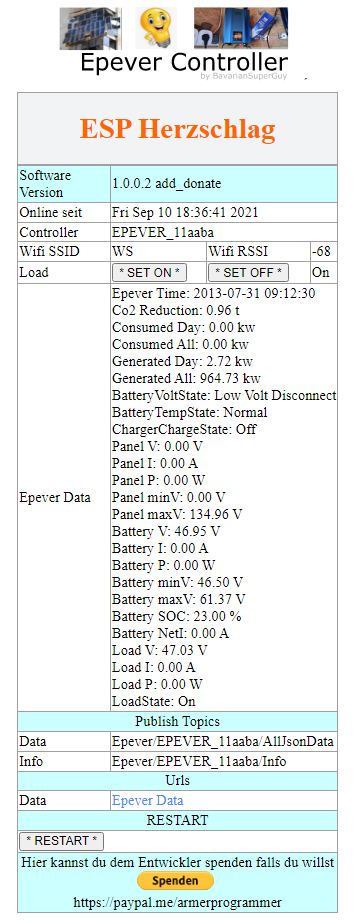 Epever Controller
by BavarianSuperGuy
ESP Herzschlag
Software Version 1.0.0.2 add_donate
Online seit Fri Sep 10 18:36:41 2021
Controller EPEVER_11aaba
Wifi SSID WS Wifi RSSI -68
Load * SET ON * * SET OFF * On
Epever Data
Epever Time: 2013-07-31 09:12:30
Co2 Reduction: 0.96 t
Consumed Day: 0.00 kw
Consumed All: 0.00 kw
Generated Day: 2.72 kw
Generated All: 964.73 kw
BatteryVoltState: Low Volt Disconnect
BatteryTempState: Normal
ChargerChargeState: Off
Panel V: 0.00 V
Panel I: 0.00 A
Panel P: 0.00 W
Panel minV: 0.00 V
Panel maxV: 134.96 V
Battery V: 46.95 V
Battery I: 0.00 A
Battery P: 0.00 W
Battery minV: 46.50 V
Battery maxV: 61.37 V
Battery SOC: 23.00 %
Battery NetI: 0.00 A
Load V: 47.03 V
Load I: 0.00 A
Load P: 0.00 W
LoadState: On
Publish Topics
Data Epever/EPEVER_11aaba/AllJsonData
Info Epever/EPEVER_11aaba/Info
Urls
Data Epever Data
RESTART
* RESTART *
Hier kannst du dem Entwickler spenden falls du willst
Spenden
https://paypal.me/armerprogrammer